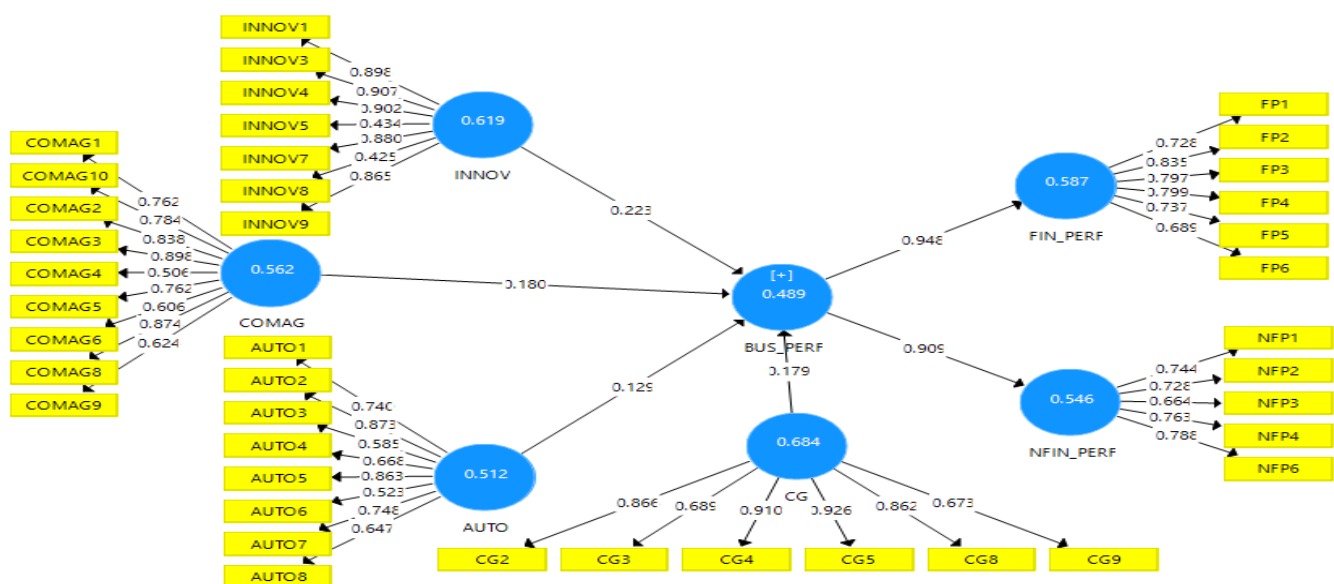 INNOV1
INNOV3
INNOV4
INNOV5
INNOV7
INNOV8
INNOV9
0.898
0.907
0.902
0.434
0.880
0.425
0.865
0.619
INNOV
COMAG1
COMAG10
COMAG2
COMAG3
COMAG4
COMAG5
COMAG6
COMAG8
COMAG9
0.762
0.784
0.838
0.898
0.506
0.762
0.606
0.874
0.624
0.562
COMAG
AUTO1
AUTO2
AUTO3
AUTO4
AUTO5
AUTO6
AUTO7
AUTO8
0.740
0.873
0.585
0.668
0.863
0.523
0.748
0.647
0.512
AUTO
0.223
0.180
0.129
0.179
[+]
0.489
BUS_PERF
0.684
CG
0.866
0.689
0.910
0.926
0.862
0.673
CG2
CG3
CG4
CG5
CG8
CG9
0.948
0.909
0.587
FIN_PERF
0.728
0.835
0.797
0.799
0.737
0.689
FP1
FP2
FP3
FP4
FP5
FP6
0.546
NFIN_PERF
0.744
0.728
0.664
0.763
0.788
NFP1
NFP2
NFP3
NFP4
NFP6